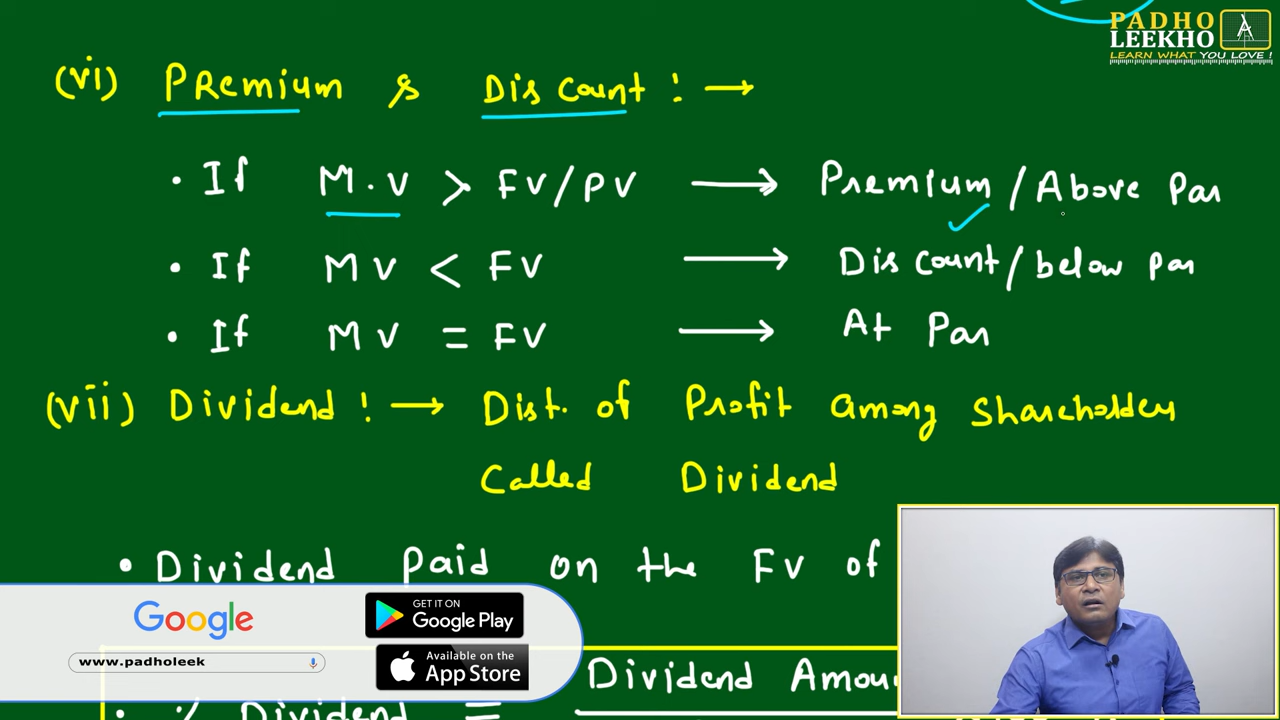 PADHO
LEEKHO
LEARN WHAT YOU LOVE !
(vi) Premium & Discount : →
• If M.V > FV/PV → Premium / Above Par
• If MV < FV → Discount / below par
• If MV = FV → At Par
(vii) Dividend : → Dist. of Profit among Shareholders
Called Dividend
• Dividend Paid on the FV of
Google
www.padholeek
GET IT ON
Google Play
Available on the
App Store
Dividend
• % Dividend =